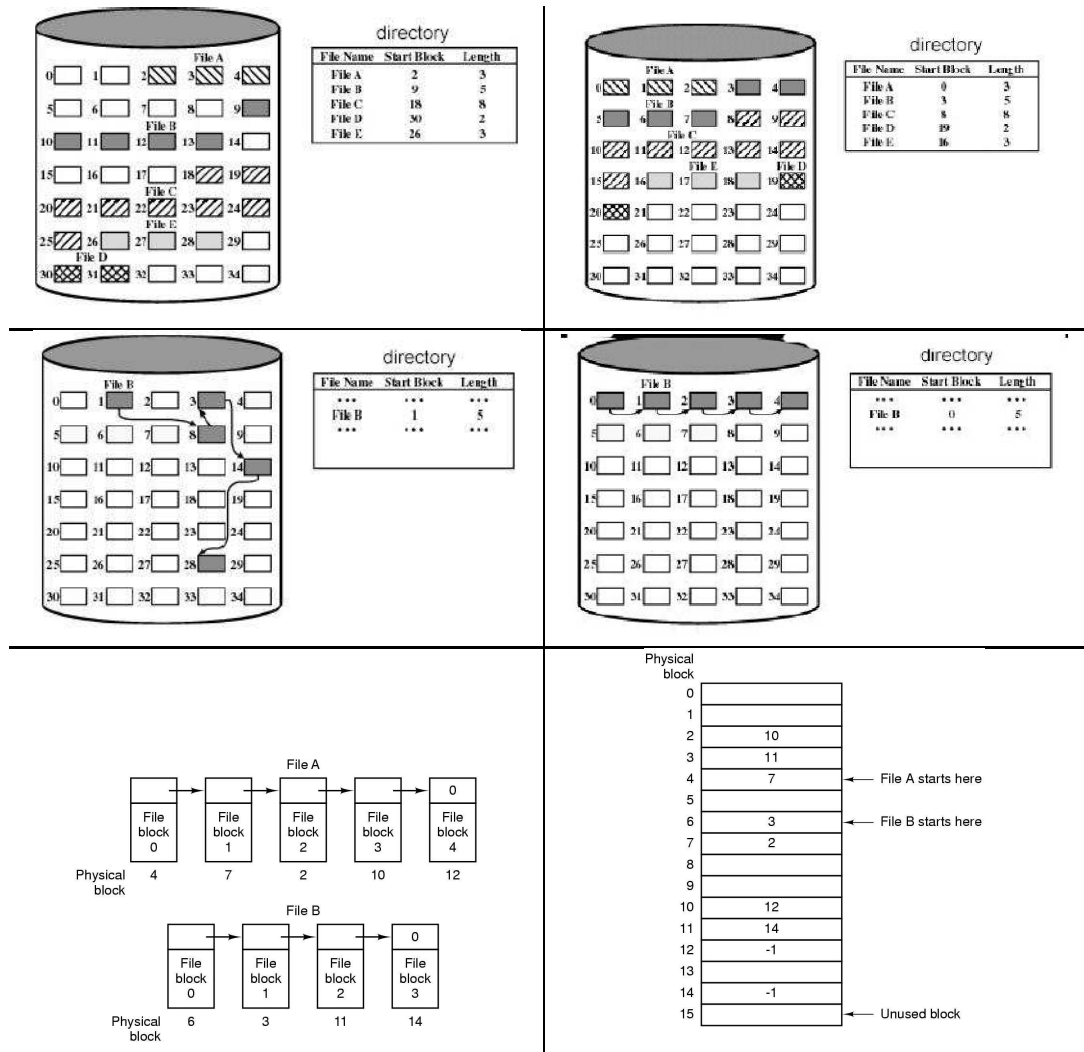 directory
File Name Start Block Length
File A 2 3
File B 9 5
File C 18 8
File D 30 2
File E 26 3
File A
0 1 2 3 4
5 6 7 8 9
File B
10 11 12 13 14
15 16 17 18 19
File C
20 21 22 23 24
File E
25 26 27 28 29
File D
30 31 32 33 34
directory
File Name Start Block Length
File A 0 3
File B 3 5
File C 8 8
File D 19 2
File E 16 3
File A
0 1 2 3 4
File B
5 6 7 8 9
File C
10 11 12 13 14
File E File D
15 16 17 18 19
20 21 22 23 24
25 26 27 28 29
30 31 32 33 34
directory
File Name Start Block Length
••• ••• •••
File B 1 5
••• ••• •••
File B
0 1 2 3 4
5 6 7 8 9
10 11 12 13 14
15 16 17 18 19
20 21 22 23 24
25 26 27 28 29
30 31 32 33 34
directory
File Name Start Block Length
••• ••• •••
File B 0 5
••• ••• •••
File B
0 1 2 3 4
5 6 7 8 9
10 11 12 13 14
15 16 17 18 19
20 21 22 23 24
25 26 27 28 29
30 31 32 33 34
File A
0
File File File File File
block block block block block
0 1 2 3 4
Physical 4 7 2 10 12
block
File B
0
File File File File
block block block block
0 1 2 3
Physical 6 3 11 14
block
Physical
block
0
1
2 10
3 11
4 7 File A starts here
5
6 3 File B starts here
7 2
8
9
10 12
11 14
12 -1
13
14 -1
15 Unused block